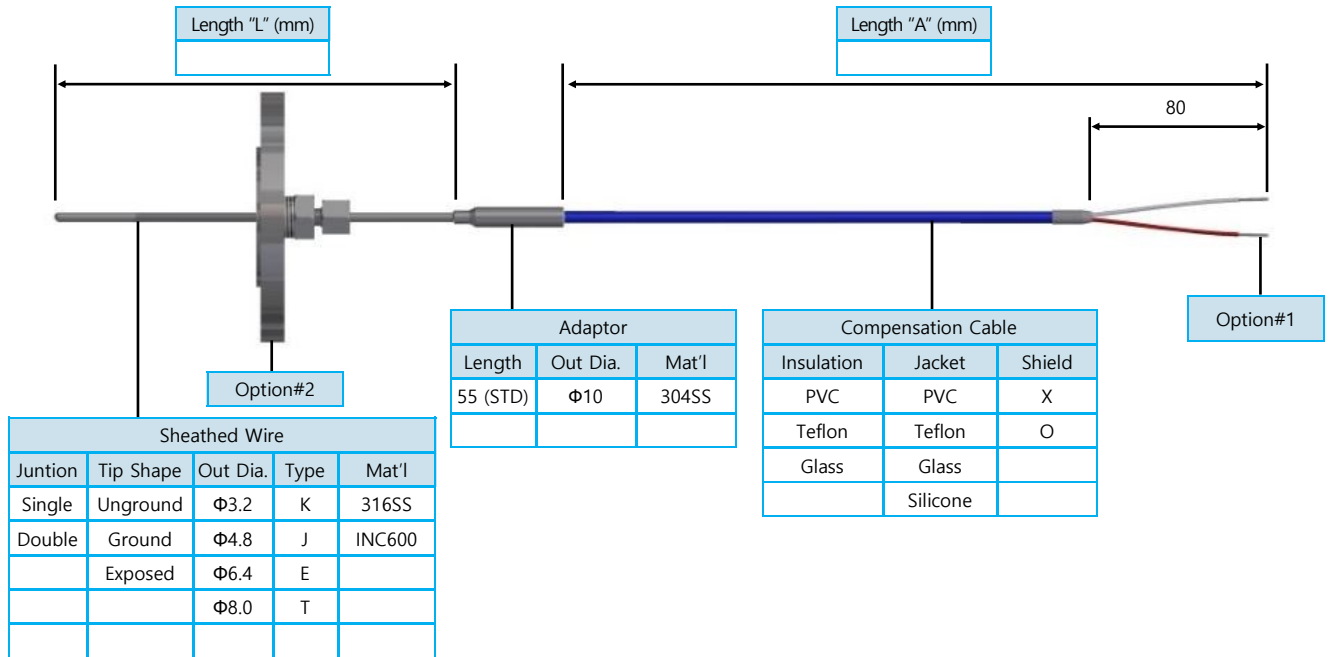 Length "L" (mm)
Length "A" (mm)
80
Option#1
Option#2
Adaptor
Length Out Dia. Mat'l
55 (STD) Φ10 304SS
Compensation Cable
Insulation Jacket Shield
PVC PVC X
Teflon Teflon O
Glass Glass
Silicone
Sheathed Wire
Juntion Tip Shape Out Dia. Type Mat'l
Single Unground Φ3.2 K 316SS
Double Ground Φ4.8 J INC600
Exposed Φ6.4 E
Φ8.0 T